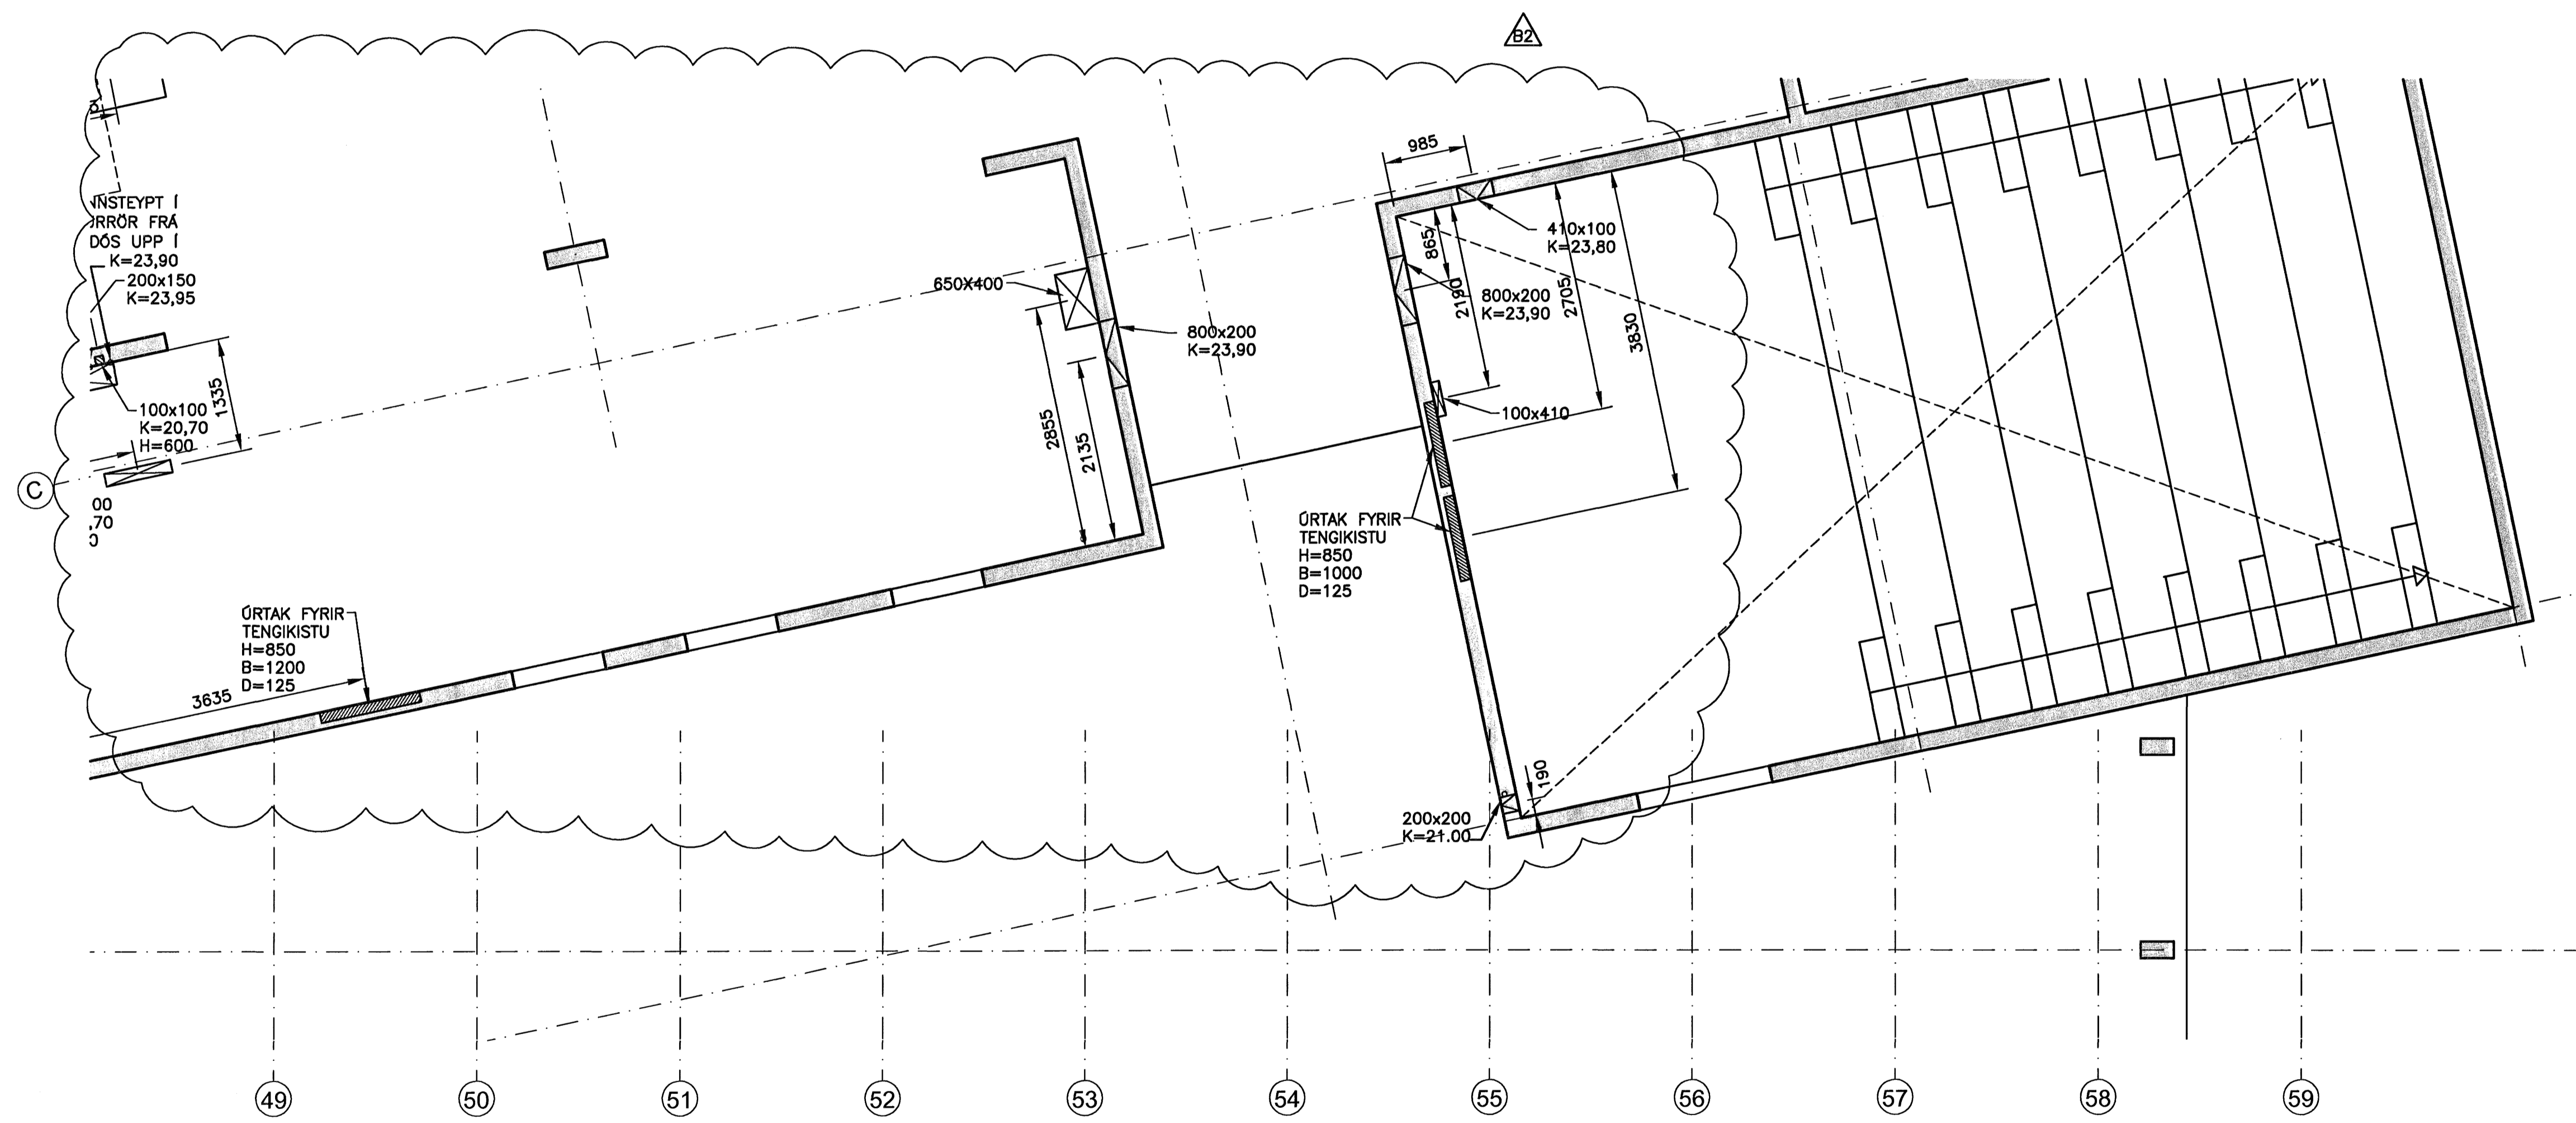 B2
985
INSTEYPT Í
FRÁ
DÓS UPP Í
K=23,90
200x150
K=23,95
1335
100x100
K=20,70
H=600
C
00
,70
650X400
800x200
K=23,90
2855
2135
410x100
K=23,80
865
2190
800x200
K=23,90
2705
3830
100x410
ÚRTAK FYRIR
TENGIKISTU
H=850
B=1000
D=125
ÚRTAK FYRIR
TENGIKISTU
H=850
B=1200
D=125
3635
190
200x200
K=21.00
49
50
51
52
53
54
55
56
57
58
59